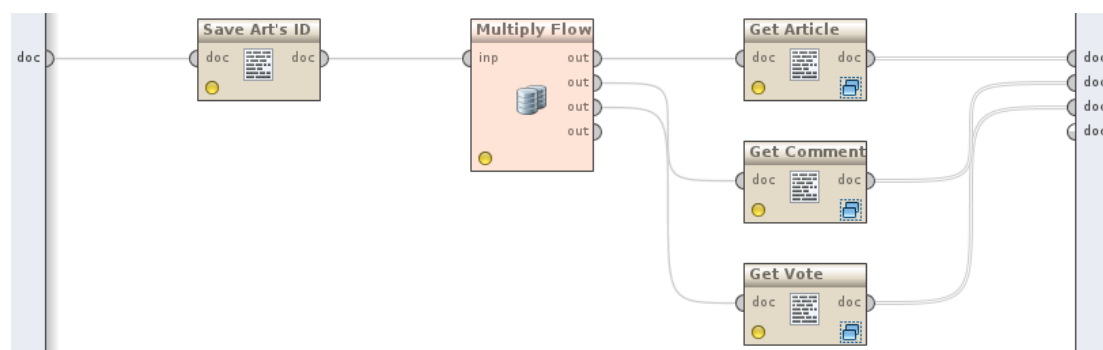 Save Art's ID
Multiply Flow
Get Article
doc
doc
doc
inp
out
doc
doc
doc
out
doc
out
doc
out
doc
Get Comment
doc
doc
Get Vote
doc
doc